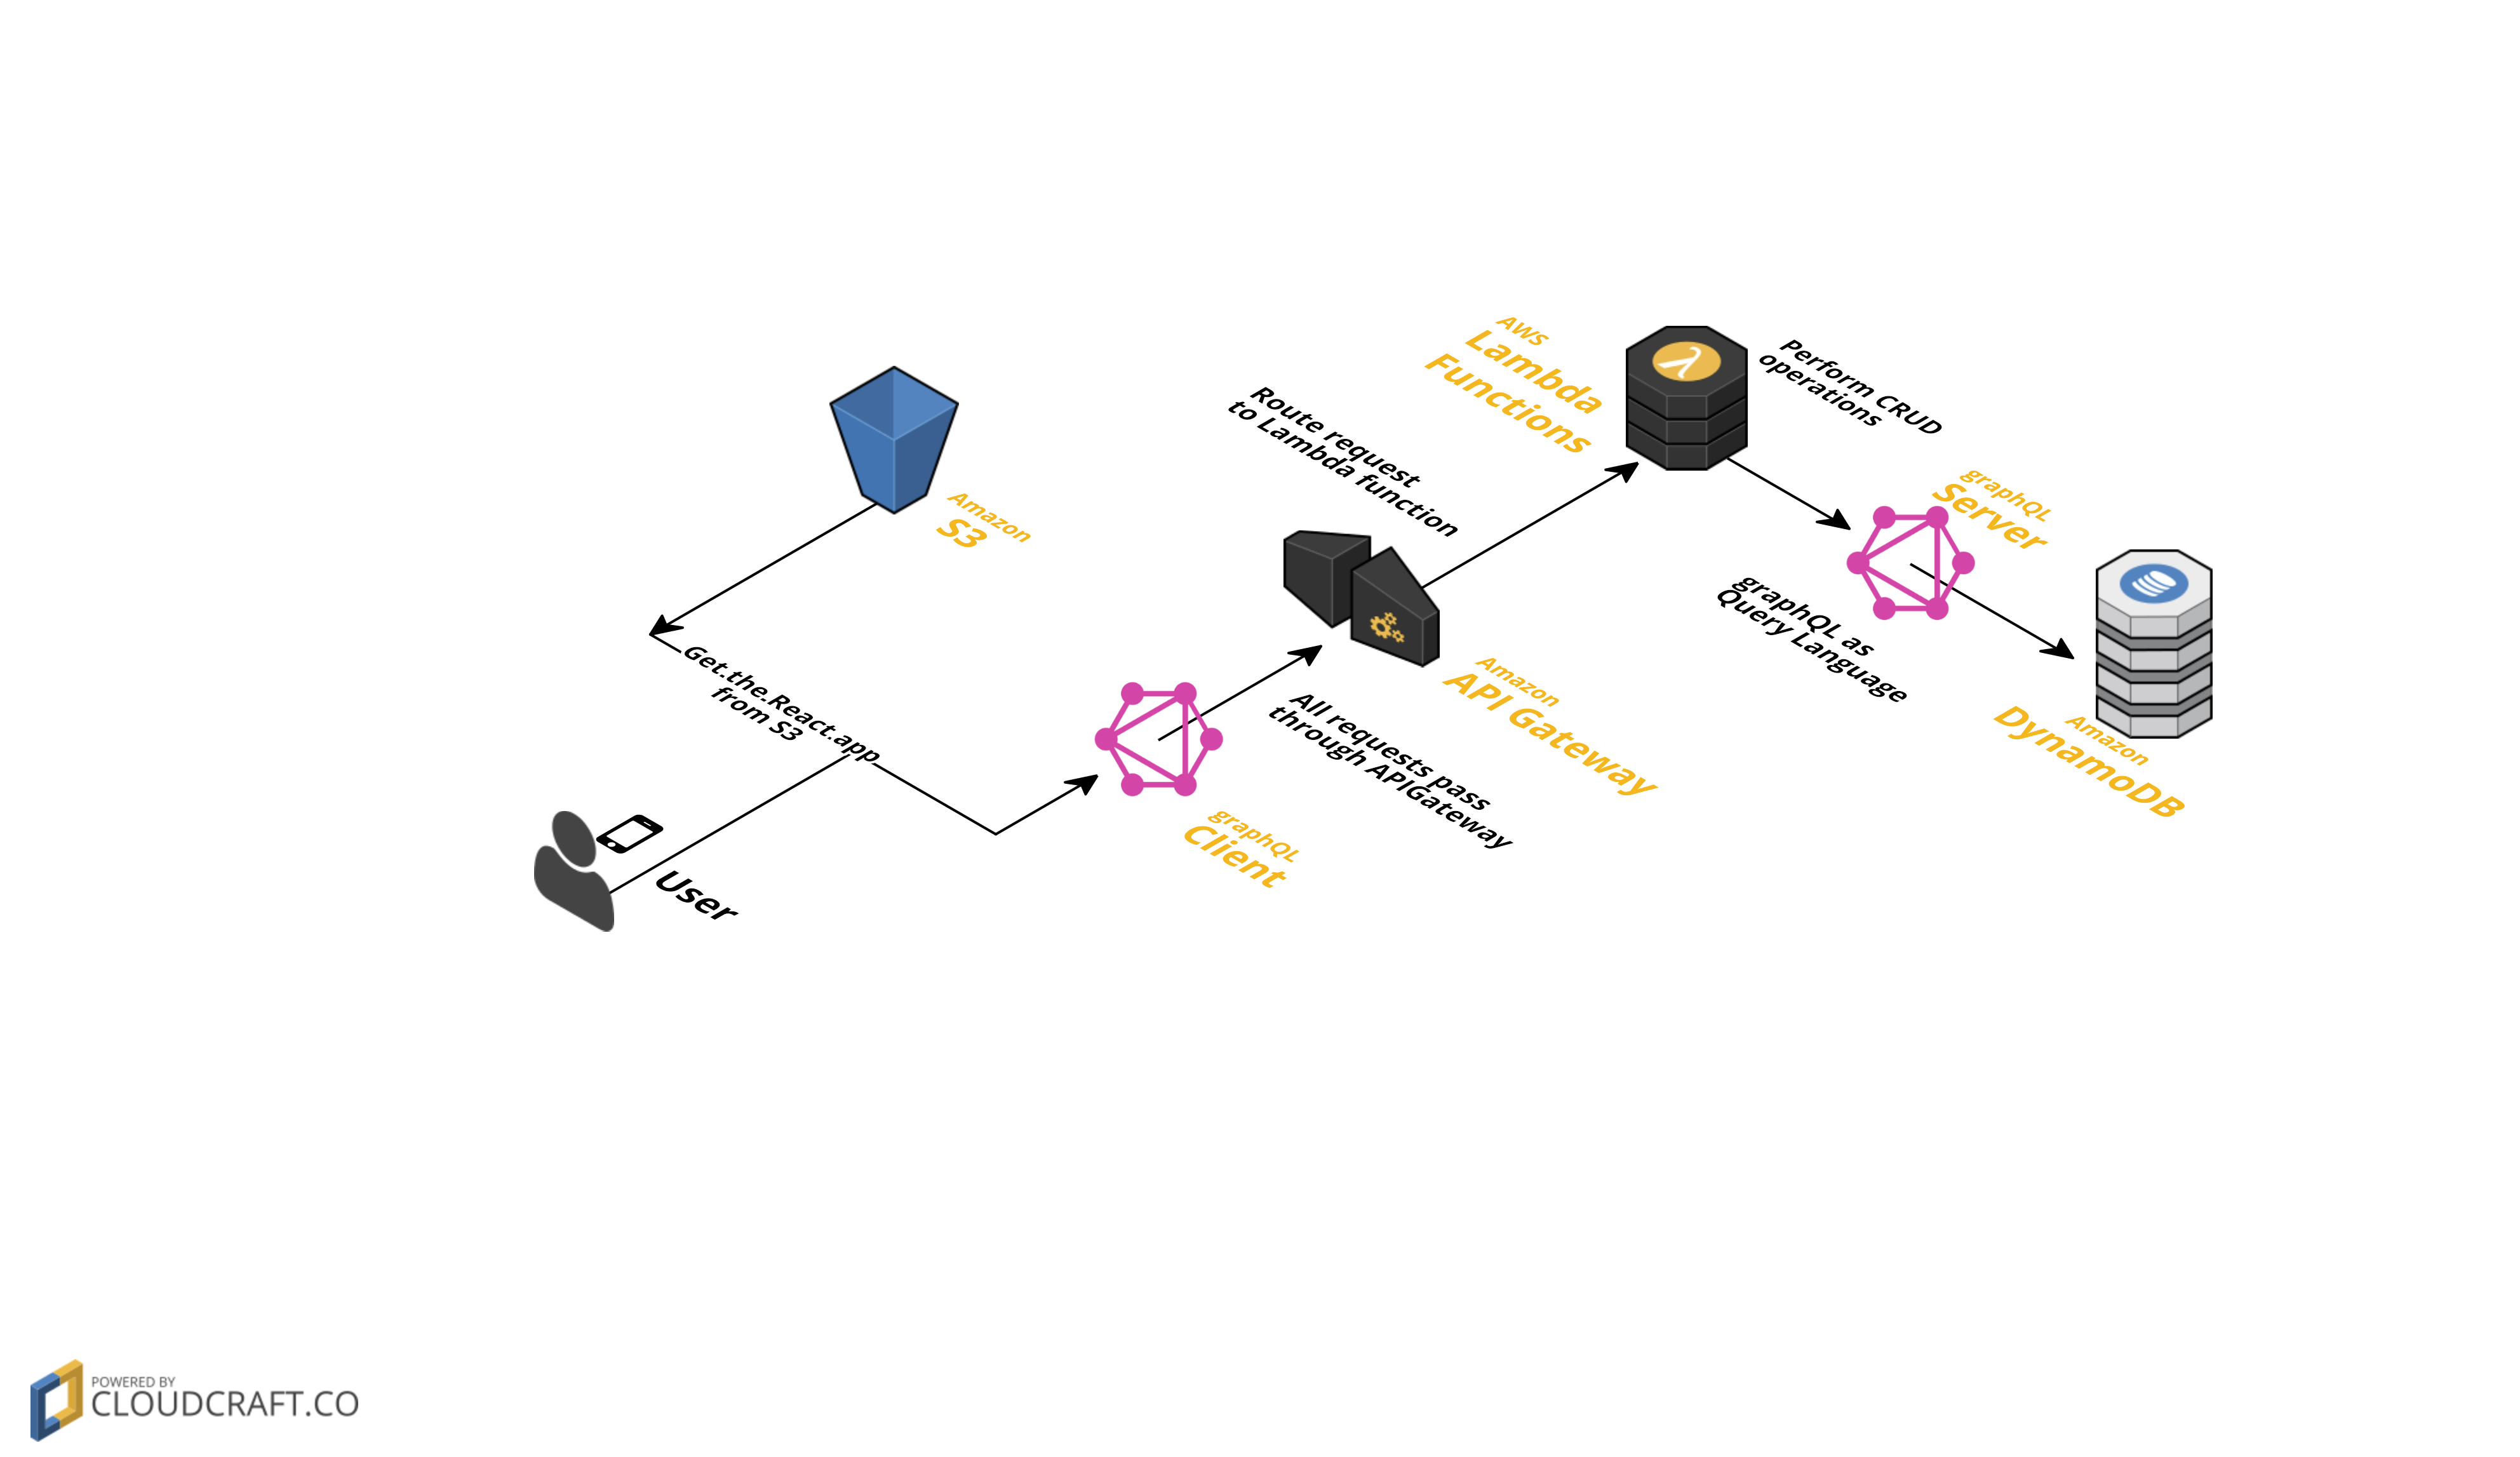 Amazon
S3
Get.the.React.app
from S3
User
graphQL
Client
All requests pass
through APIGateway
Amazon
API Gateway
Route request
to Lambda function
AWS
Lambda
Functions
Perform CRUD
operations
graphQL
Server
graphQL as
Query Language
Amazon
DynamoDB
POWERED BY
CLOUDCRAFT.CO